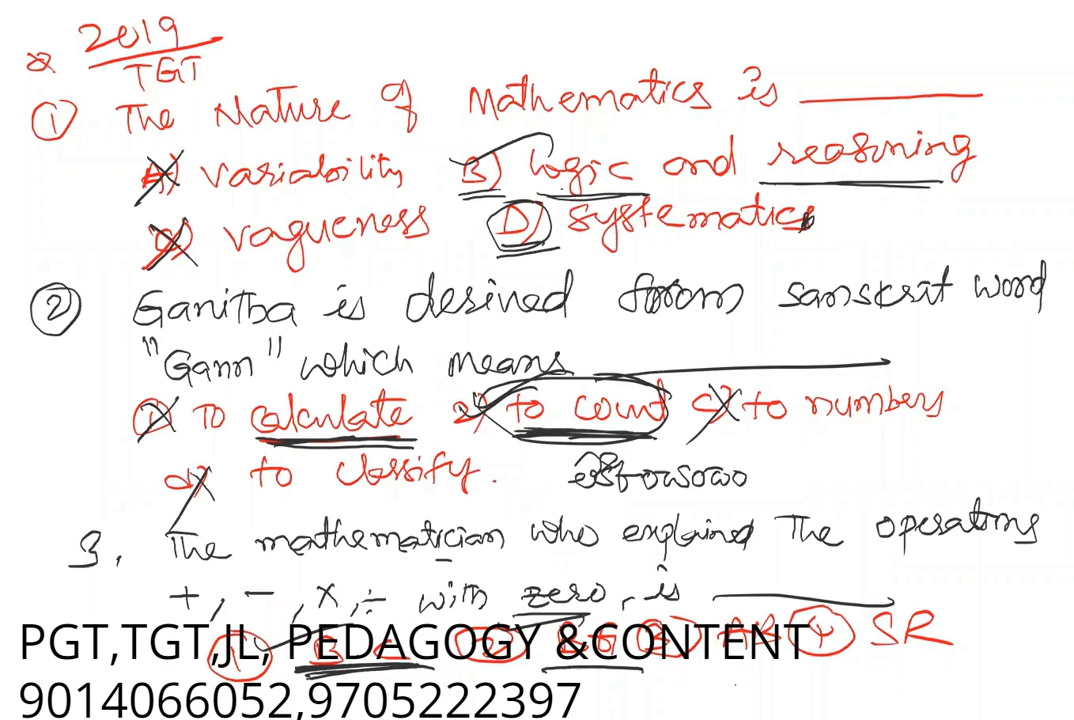 2019
TGT
① The Nature of Mathematics is
A) variability B) logic and reasoning
C) vagueness D) systematics
② Ganitha is desined from sanskrit word
"Gann" which means
To calculate to count c) to numbers
d) to classify.
3. The mathematician who explained The operations
+, -, ×, ÷ with zero, is
PGT,TGT,JL, PEDAGOGY &CONTENT
④ SR
9014066052,9705222397